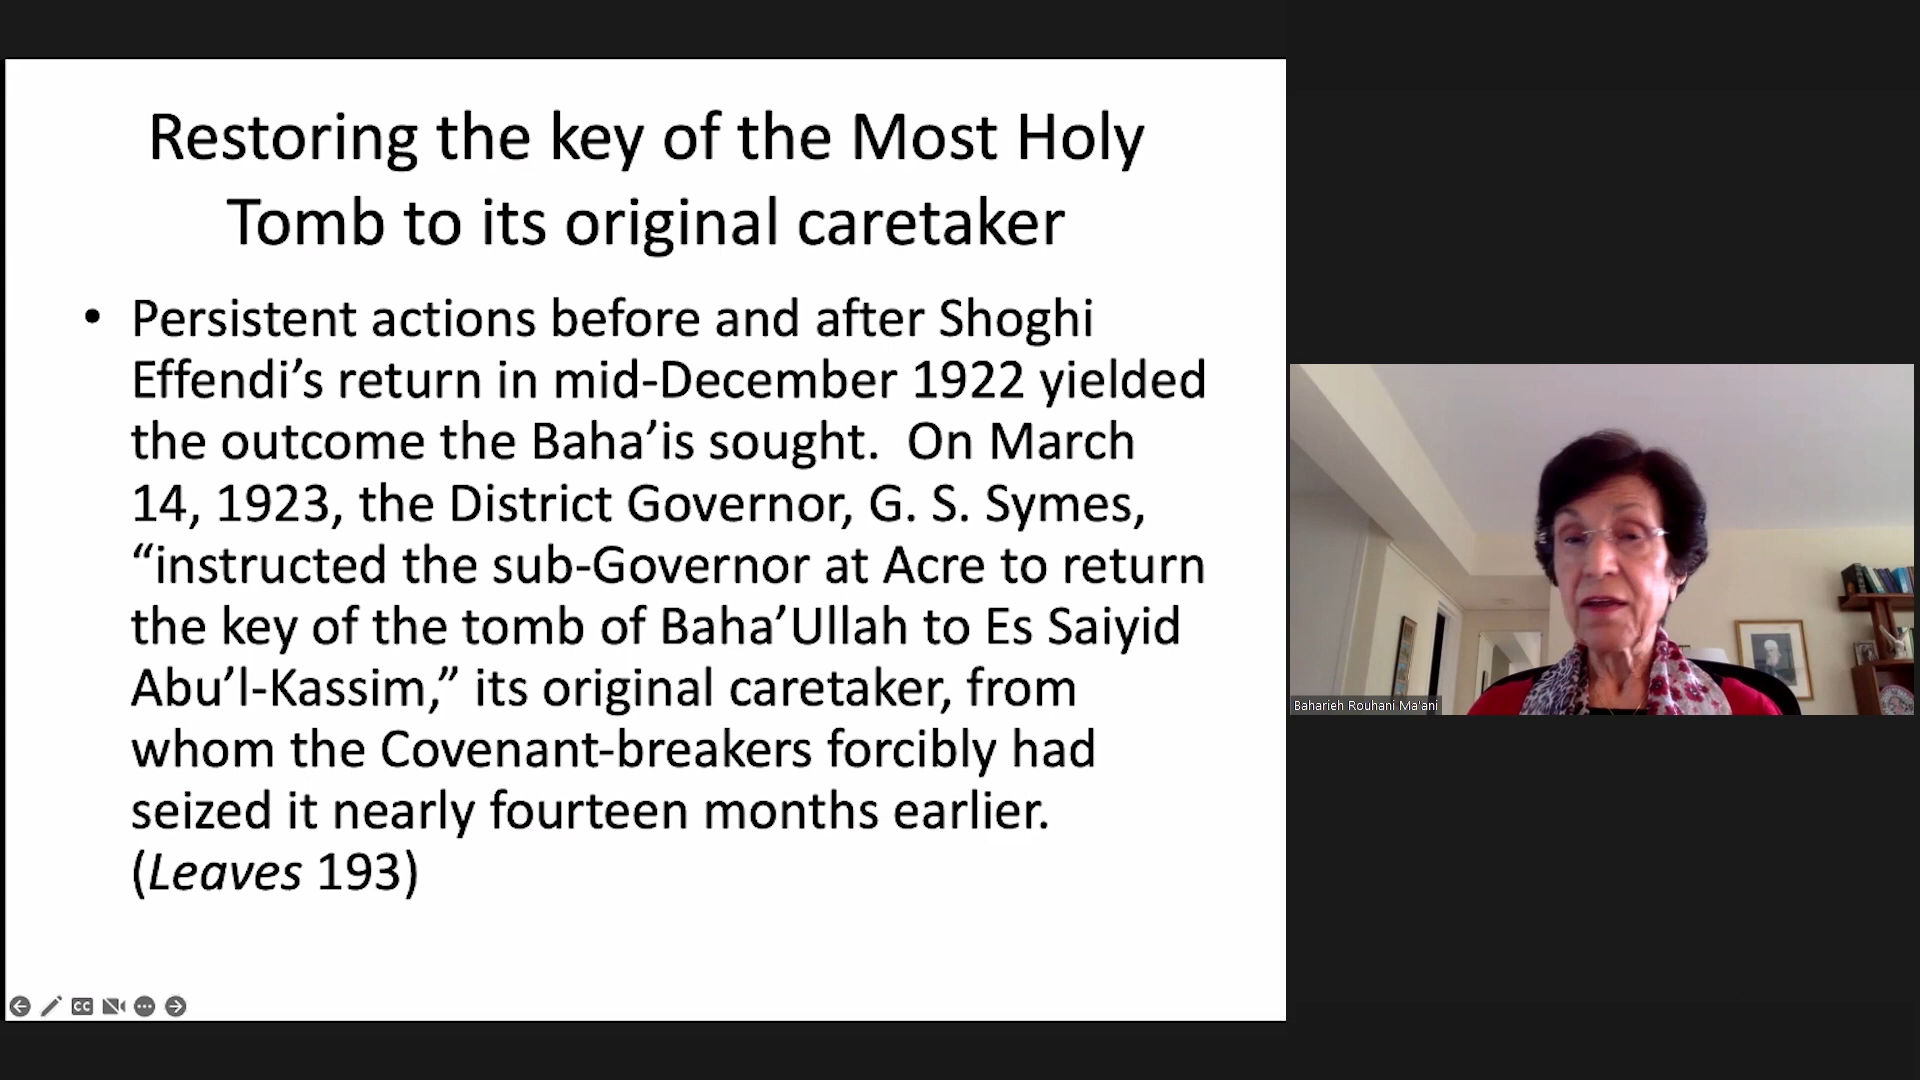 Restoring the key of the Most Holy
Tomb to its original caretaker
• Persistent actions before and after Shoghi
Effendi’s return in mid-December 1922 yielded
the outcome the Baha’is sought.  On March
14, 1923, the District Governor, G. S. Symes,
“instructed the sub-Governor at Acre to return
the key of the tomb of Baha’Ullah to Es Saiyid
Abu’l-Kassim,” its original caretaker, from
whom the Covenant-breakers forcibly had
seized it nearly fourteen months earlier.
(Leaves 193)
CC
Baharieh Rouhani Ma'ani